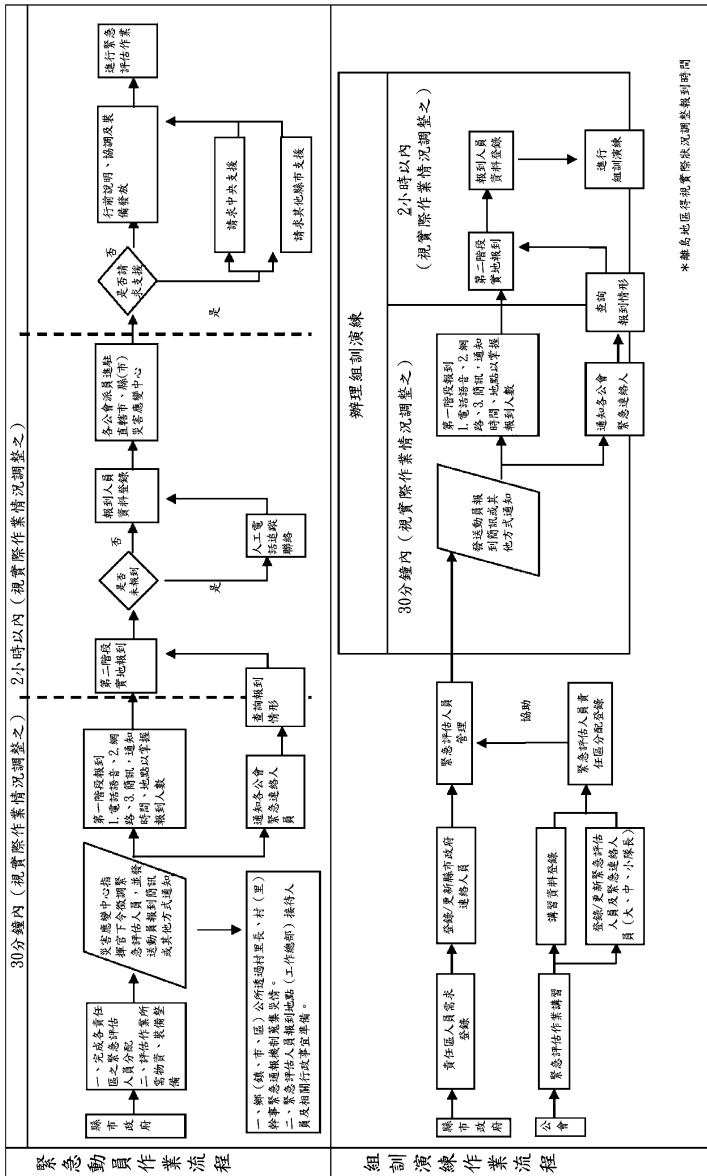 緊急動員作業流程
30分鐘內（視實際作業情況調整之）
2小時以內（視實際作業情況調整之）
縣市政府
一、完成各責任
區之緊急評估
人員分配
二、評估作業所
需物資、裝備整
備
災害應變中心指
揮官下令徵調緊
急評估人員，並發
送動員報到簡訊
或其他方式通知
一、鄉（鎮、市、區）公所透過村里長、村（里）
幹事緊急通報機制蒐集災情。
二、緊急評估人員報到地點（工作總部）接待人
員及相關行政事宜準備。
第一階段報到
1.電話語音、2.網
路、3.簡訊，通知
時間、地點以掌握
報到人數
通知各公會
緊急連絡人
員
查詢報到
情形
第二階段
實地報到
是否
未報到
否
是
人工電
話追蹤
聯絡
報到人員
資料登錄
各公會派員進駐
直轄市、縣(市)
災害應變中心
是否請
求支援
否
是
請求中央支援
請求其他縣市支援
行前說明、協調及裝
備發放
進行緊急
評估作業
組訓演練作業流程
縣市
政府
責任區人員需求
登錄
登錄/更新縣市政府
連絡人員
緊急評估人員
管理
公會
緊急評估作業講習
講習資料登錄
登錄/更新緊急評估
人員及緊急連絡人
員（大、中、小隊長）
緊急評估人員責
任區分配登錄
協助
辦理組訓演練
30分鐘內（視實際作業情況調整之）
2小時以內
（視實際作業情況調整之）
發送動員報
到簡訊或其
他方式通知
第一階段報到
1.電話語音、2.網
路、3.簡訊，通知
時間、地點以掌握
報到人數
通知各公會
緊急連絡人
查詢
報到情形
第二階段
實地報到
報到人員
資料登錄
進行
組訓演練
＊離島地區得視實際狀況調整報到時間